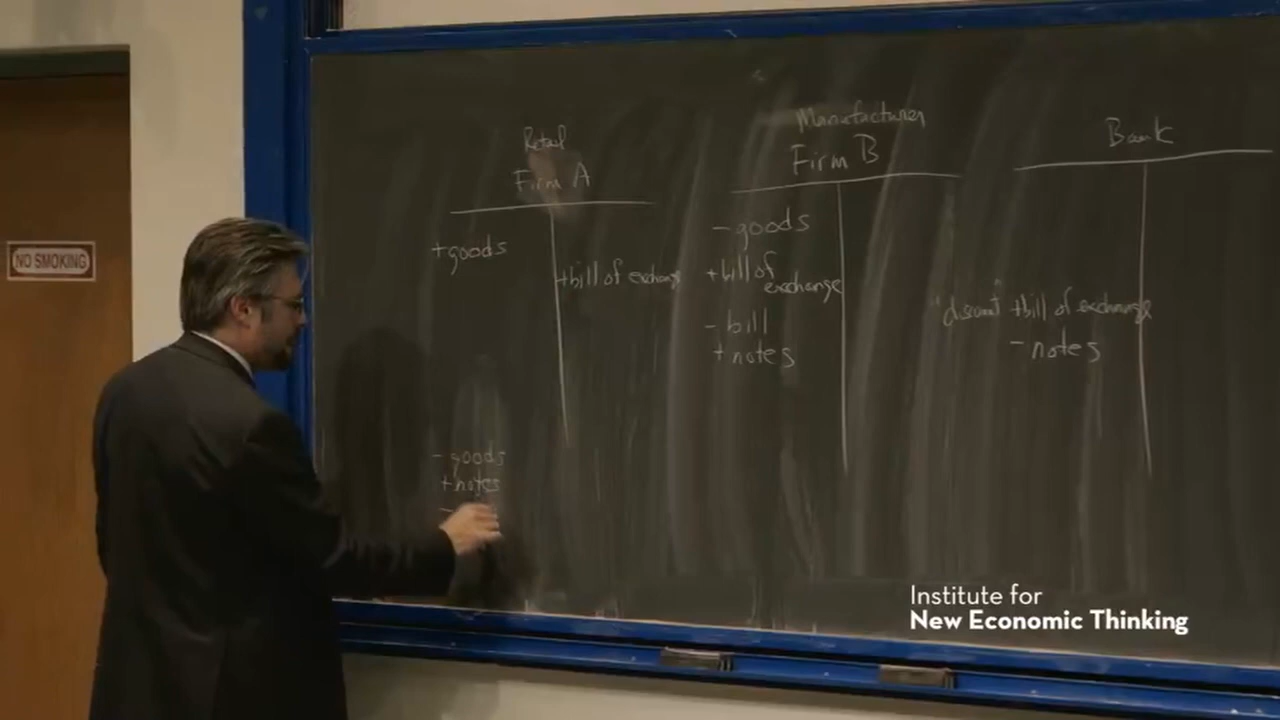 NO SMOKING
Retail
Firm A
+goods
+bill of exchange
-goods
+notes
-
Manufacturer
Firm B
-goods
+bill of
exchange
-bill
+notes
Bank
"discount" +bill of exchange
-notes
Institute for
New Economic Thinking